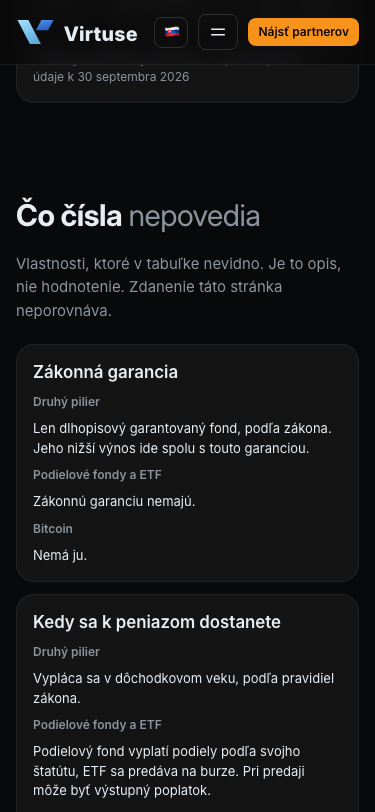 Virtuse
Nájsť partnerov
údaje k 30 septembra 2026
Čo čísla nepovedia
Vlastnosti, ktoré v tabuľke nevidno. Je to opis,
nie hodnotenie. Zdanenie táto stránka
neporovnáva.
Zákonná garancia
Druhý pilier
Len dlhopisový garantovaný fond, podľa zákona.
Jeho nižší výnos ide spolu s touto garanciou.
Podielové fondy a ETF
Zákonnú garanciu nemajú.
Bitcoin
Nemá ju.
Kedy sa k peniazom dostanete
Druhý pilier
Vypláca sa v dôchodkovom veku, podľa pravidiel
zákona.
Podielové fondy a ETF
Podielový fond vyplatí podiely podľa svojho
štatútu, ETF sa predáva na burze. Pri predaji
môže byť výstupný poplatok.